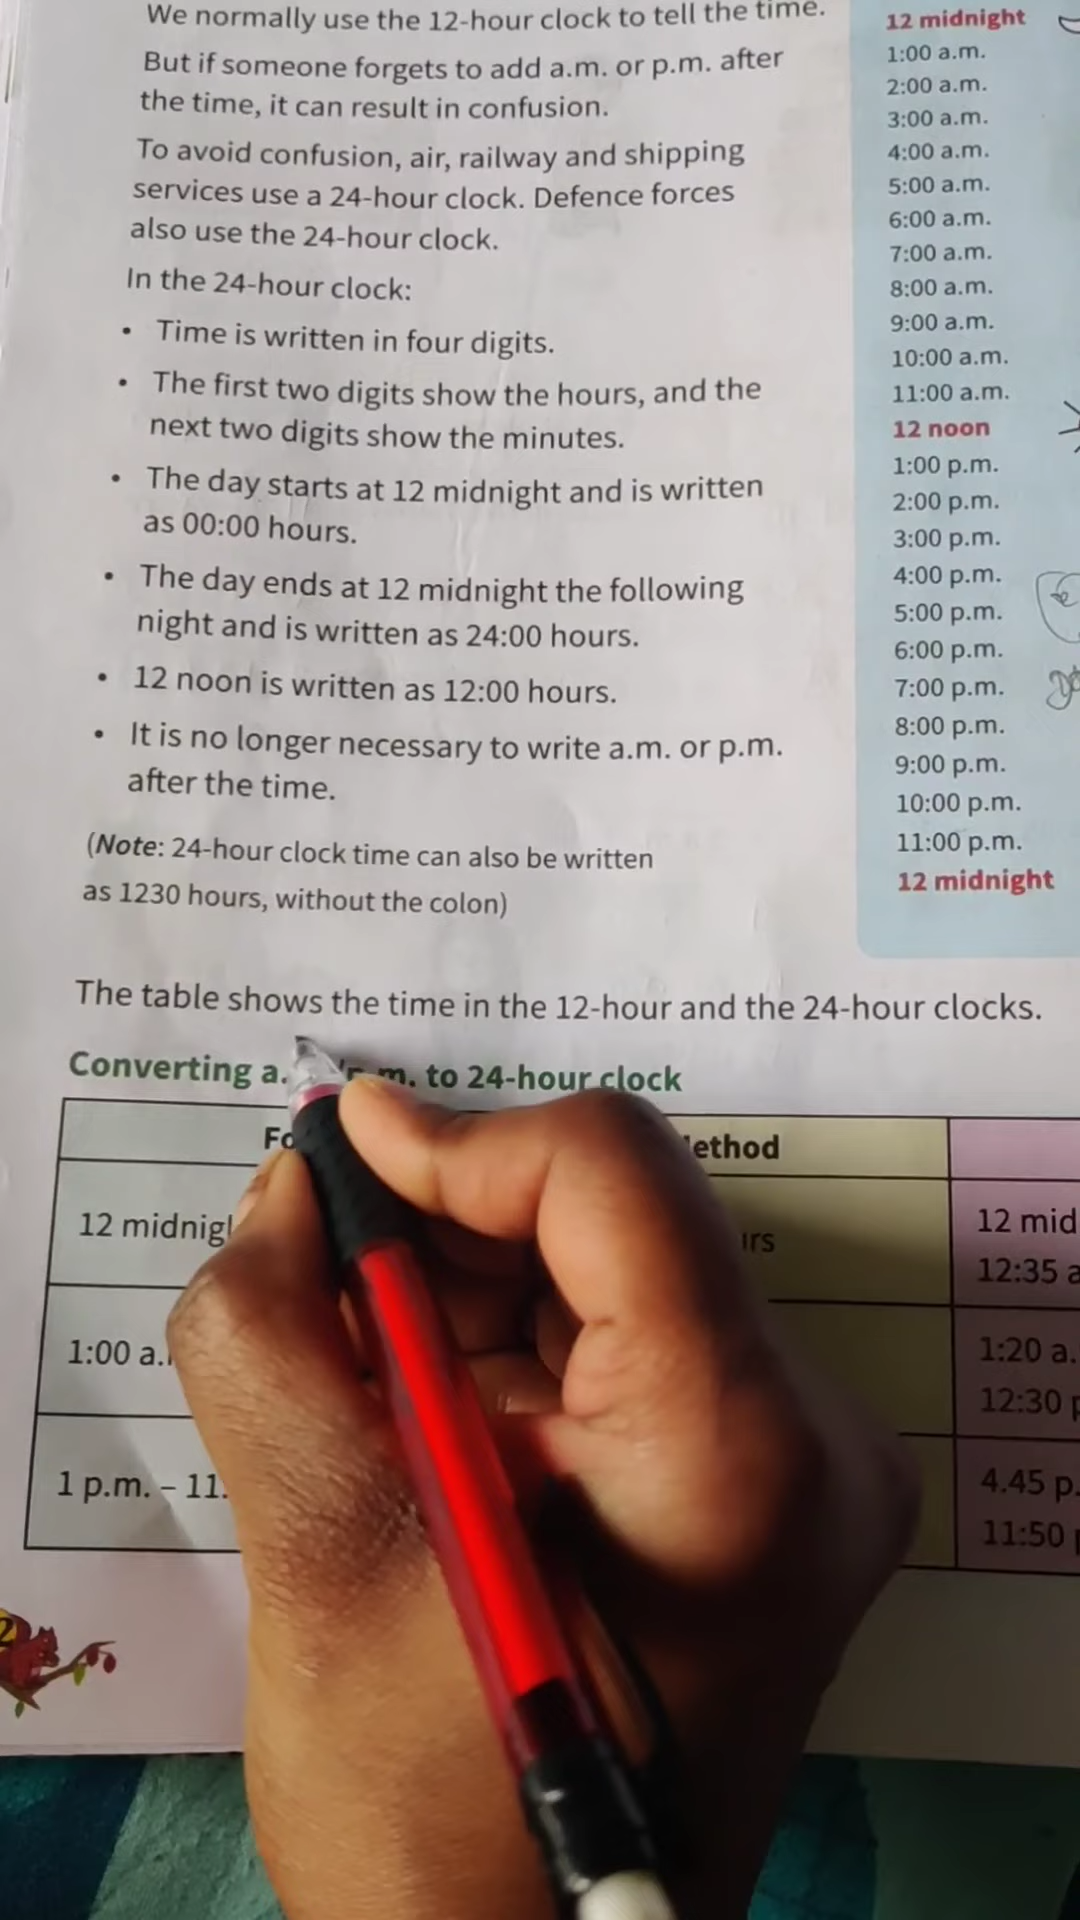 We normally use the 12-hour clock to tell the time.
But if someone forgets to add a.m. or p.m. after
the time, it can result in confusion.
To avoid confusion, air, railway and shipping
services use a 24-hour clock. Defence forces
also use the 24-hour clock.
In the 24-hour clock:
• Time is written in four digits.
• The first two digits show the hours, and the
next two digits show the minutes.
• The day starts at 12 midnight and is written
as 00:00 hours.
• The day ends at 12 midnight the following
night and is written as 24:00 hours.
• 12 noon is written as 12:00 hours.
• It is no longer necessary to write a.m. or p.m.
after the time.
(Note: 24-hour clock time can also be written
as 1230 hours, without the colon)
12 midnight
1:00 a.m.
2:00 a.m.
3:00 a.m.
4:00 a.m.
5:00 a.m.
6:00 a.m.
7:00 a.m.
8:00 a.m.
9:00 a.m.
10:00 a.m.
11:00 a.m.
12 noon
1:00 p.m.
2:00 p.m.
3:00 p.m.
4:00 p.m.
5:00 p.m.
6:00 p.m.
7:00 p.m.
8:00 p.m.
9:00 p.m.
10:00 p.m.
11:00 p.m.
12 midnight
The table shows the time in the 12-hour and the 24-hour clocks.
Converting a. m. to 24-hour clock
ethod
12 mid
12:35 a
1:00 a.
1:20 a.
12:30 p
1 p.m. – 11:
4.45 p.
11:50
2